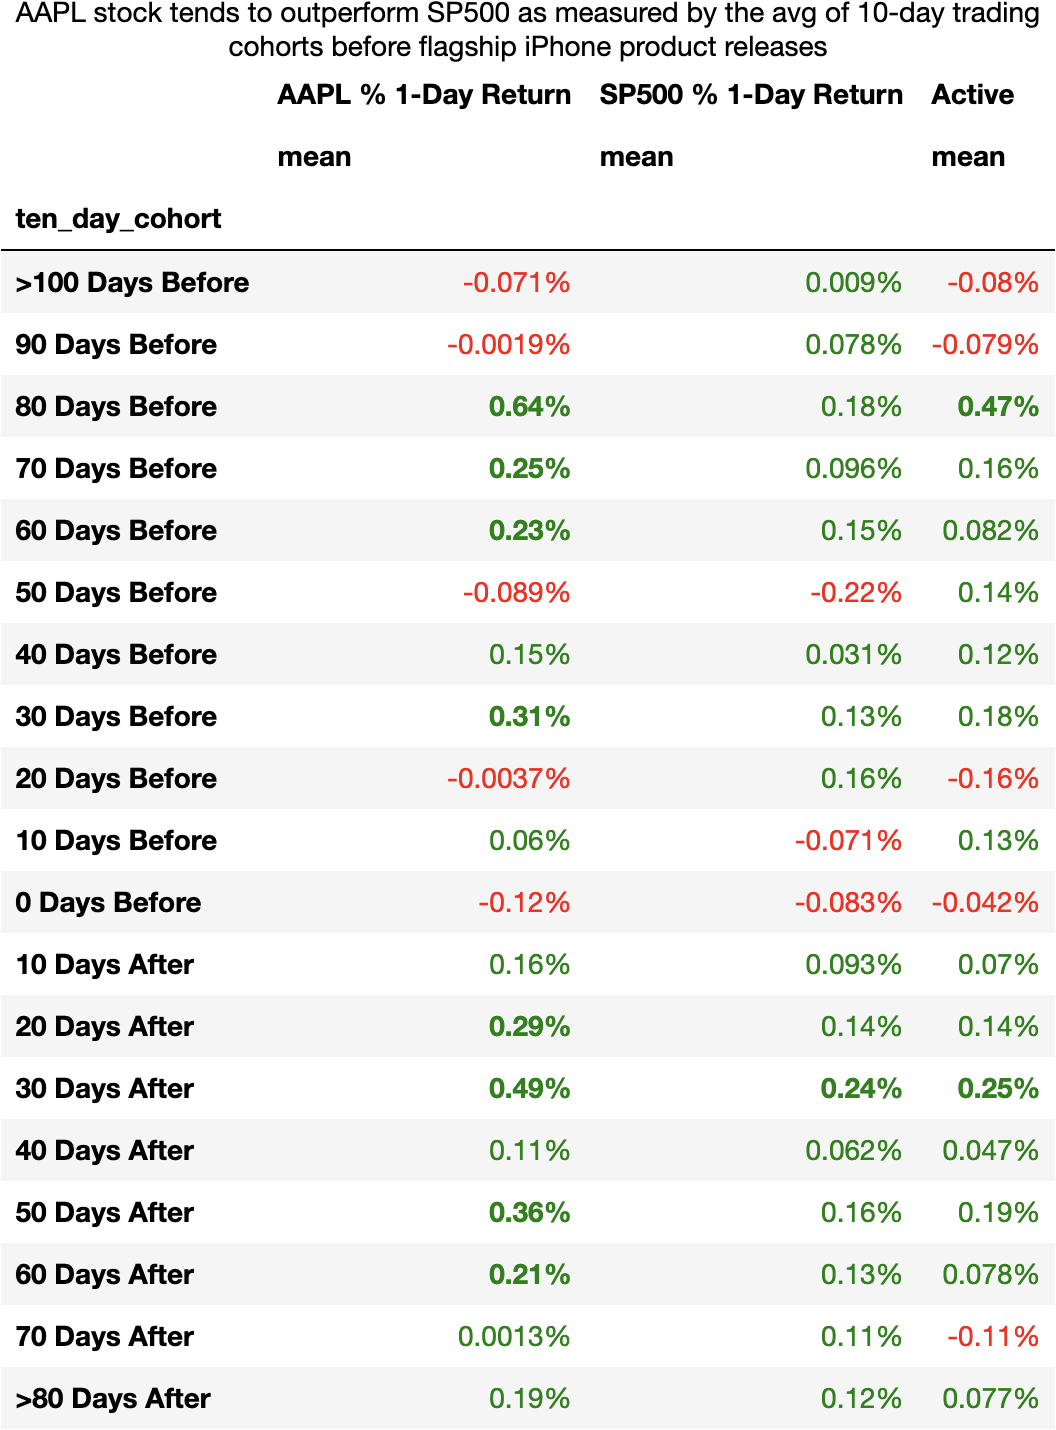 AAPL stock tends to outperform SP500 as measured by the avg of 10-day trading
cohorts before flagship iPhone product releases
AAPL % 1-Day Return SP500 % 1-Day Return Active
mean mean mean
ten_day_cohort
>100 Days Before -0.071% 0.009% -0.08%
90 Days Before -0.0019% 0.078% -0.079%
80 Days Before 0.64% 0.18% 0.47%
70 Days Before 0.25% 0.096% 0.16%
60 Days Before 0.23% 0.15% 0.082%
50 Days Before -0.089% -0.22% 0.14%
40 Days Before 0.15% 0.031% 0.12%
30 Days Before 0.31% 0.13% 0.18%
20 Days Before -0.0037% 0.16% -0.16%
10 Days Before 0.06% -0.071% 0.13%
0 Days Before -0.12% -0.083% -0.042%
10 Days After 0.16% 0.093% 0.07%
20 Days After 0.29% 0.14% 0.14%
30 Days After 0.49% 0.24% 0.25%
40 Days After 0.11% 0.062% 0.047%
50 Days After 0.36% 0.16% 0.19%
60 Days After 0.21% 0.13% 0.078%
70 Days After 0.0013% 0.11% -0.11%
>80 Days After 0.19% 0.12% 0.077%